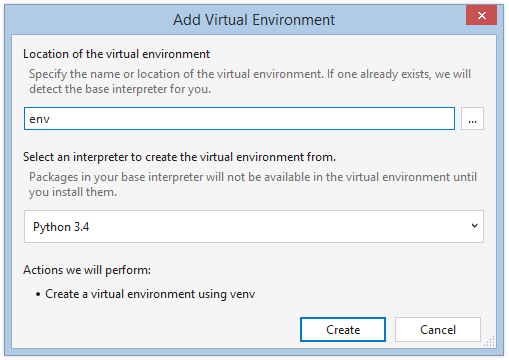 Add Virtual Environment
Location of the virtual environment
Specify the name or location of the virtual environment. If one already exists, we will
detect the base interpreter for you.
env
...
Select an interpreter to create the virtual environment from.
Packages in your base interpreter will not be available in the virtual environment until
you install them.
Python 3.4
Actions we will perform:
• Create a virtual environment using venv
Create
Cancel